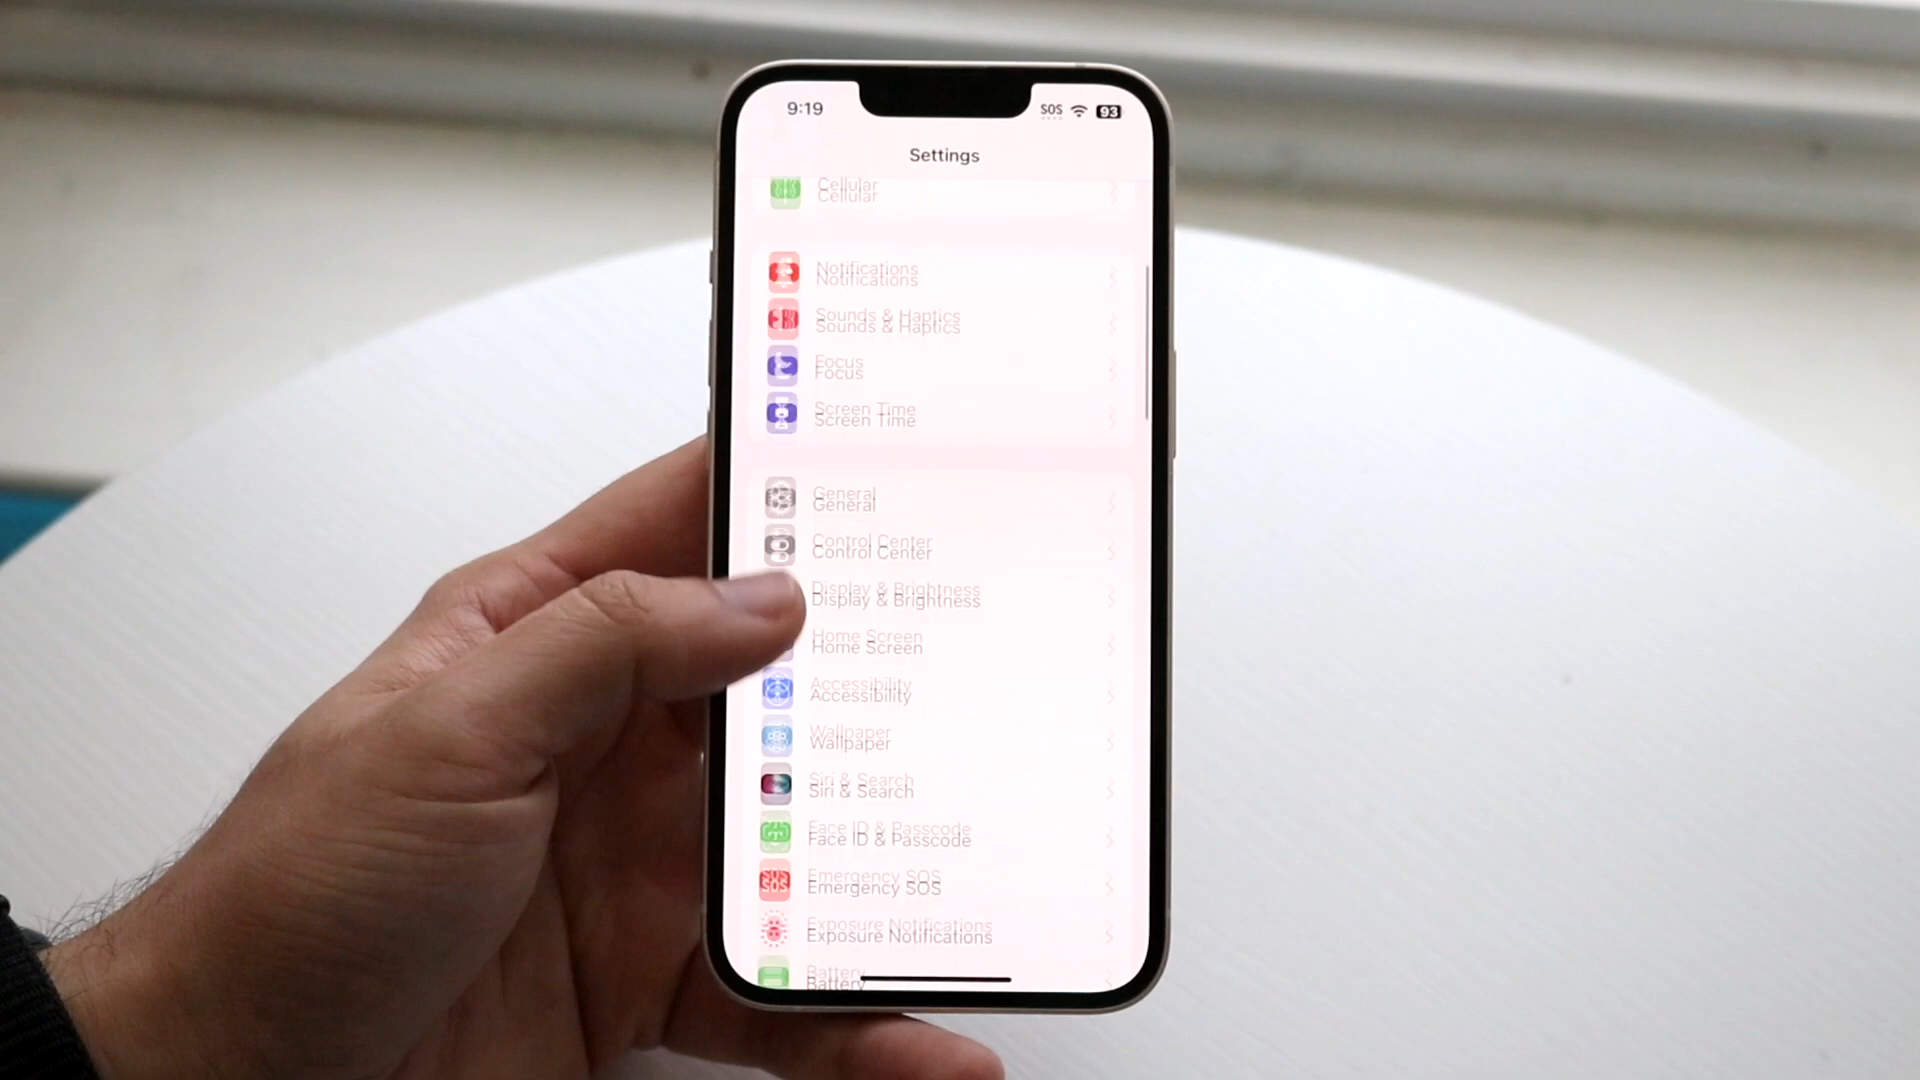 9:19 SOS 93
Settings
Cellular
Notifications
Sounds & Haptics
Focus
Screen Time
General
Control Center
Display & Brightness
Home Screen
Accessibility
Wallpaper
Siri & Search
Face ID & Passcode
SOS Emergency SOS
Exposure Notifications
Battery